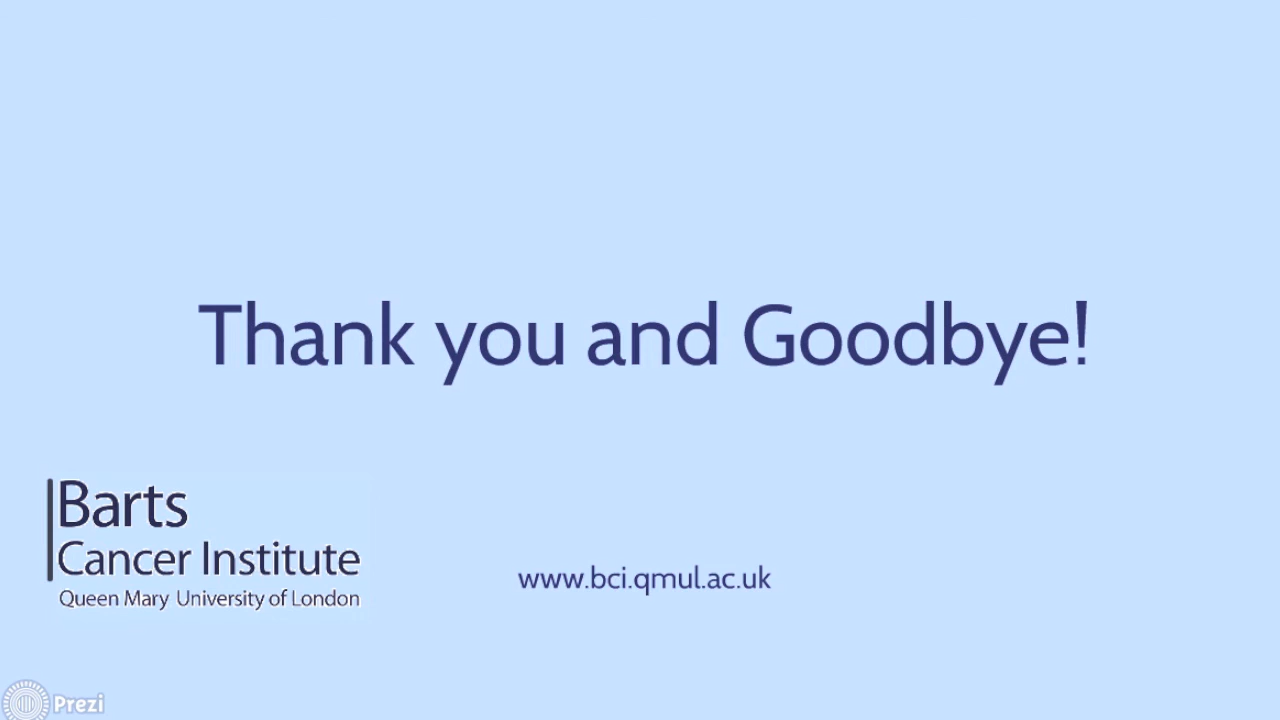 Thank you and Goodbye!
Barts
Cancer Institute
Queen Mary University of London
www.bci.qmul.ac.uk
Prezi